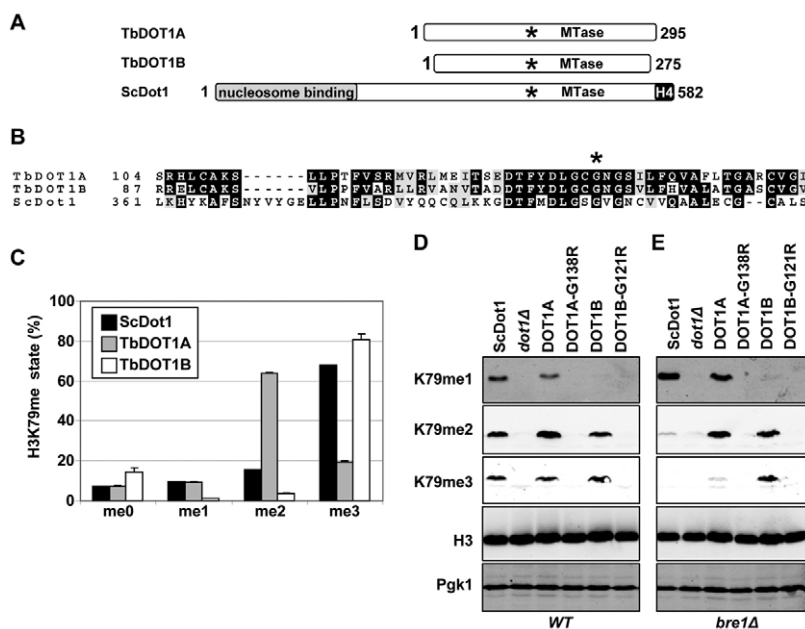 A
TbDOT1A 1 * MTase 295
TbDOT1B 1 * MTase 275
ScDot1 1 nucleosome binding * MTase H4 582
B
*
TbDOT1A 104 SRHLCAKS------LLPTFVSRMVRLMEITSEDTFYDLGCGNGSILFQVAFLTGARCVGI
TbDOT1B 87 RRELCAKS------VLPPFVARLLRVANVTADDTFYDLGCGNGSVLFHVALATGASCVGI
ScDot1 361 LKHYKAFSNYVYGELLPNFLSDVYQQCQLKKGDTFMDLGSGVGNCVVQAALECG--CALS
C
H3K79me state (%)
100
80
60
40
20
0
ScDot1
TbDOT1A
TbDOT1B
me0 me1 me2 me3
D
ScDot1
dot1Δ
DOT1A
DOT1A-G138R
DOT1B
DOT1B-G121R
E
ScDot1
dot1Δ
DOT1A
DOT1A-G138R
DOT1B
DOT1B-G121R
K79me1
K79me2
K79me3
H3
Pgk1
WT
bre1Δ